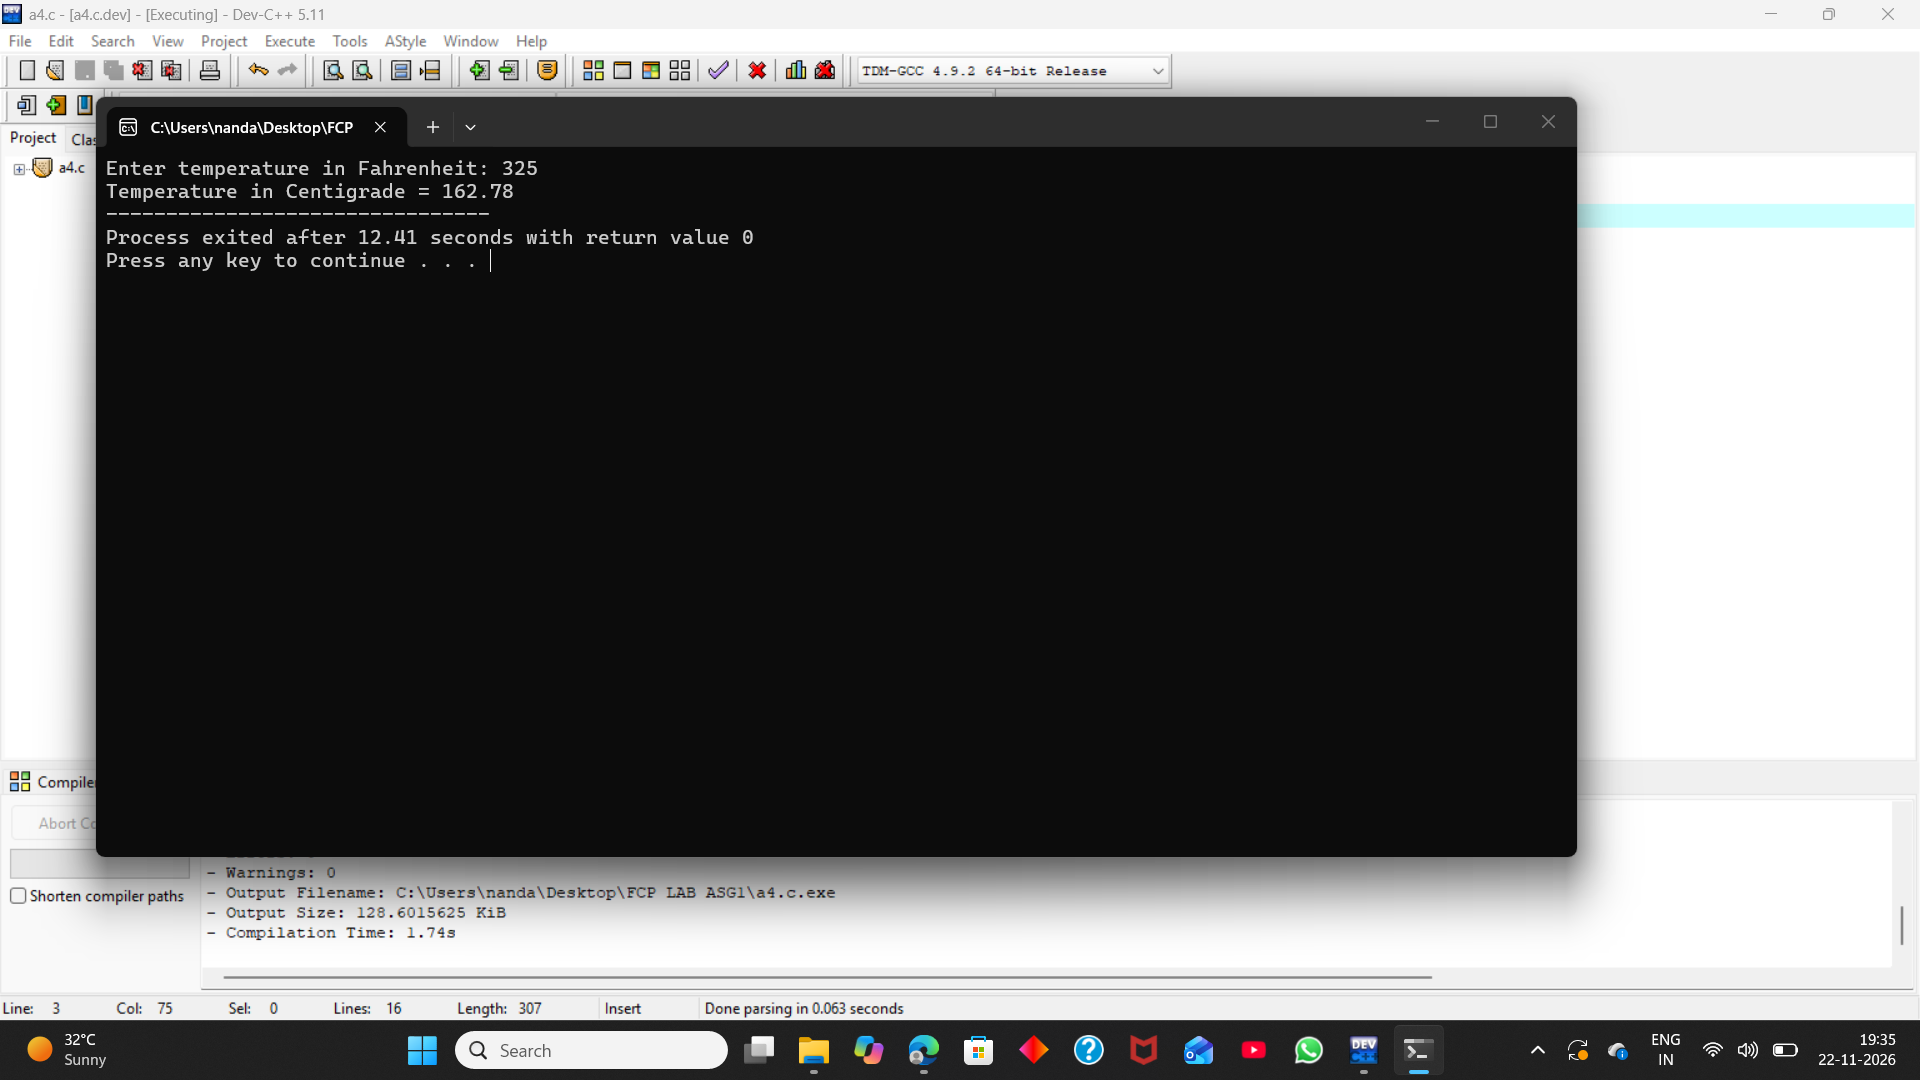 a4.c - [a4.c.dev] - [Executing] - Dev-C++ 5.11
File Edit Search View Project Execute Tools AStyle Window Help
TDM-GCC 4.9.2 64-bit Release
C:\Users\nanda\Desktop\FCP
Project Clas
a4.c
Enter temperature in Fahrenheit: 325
Temperature in Centigrade = 162.78
--------------------------------
Process exited after 12.41 seconds with return value 0
Press any key to continue . . .
Compiler
Abort Co
Shorten compiler paths
- Warnings: 0
- Output Filename: C:\Users\nanda\Desktop\FCP LAB ASG1\a4.c.exe
- Output Size: 128.6015625 KiB
- Compilation Time: 1.74s
Line: 3 Col: 75 Sel: 0 Lines: 16 Length: 307 Insert Done parsing in 0.063 seconds
32°C
Sunny
Search
DEV
ENG
IN
19:35
22-11-2026